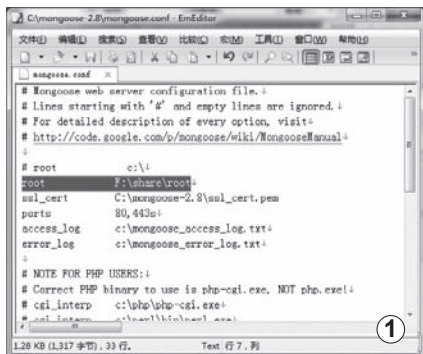 C:\mongoose-2.8\mongoose.conf - EmEditor
文件(F) 编辑(E) 搜索(S) 查看(V) 比较(C) 宏(M) 工具(T) 窗口(W) 帮助(H)
mongoose.conf
# Mongoose web server configuration file.↓
# Lines starting with '#' and empty lines are ignored.↓
# For detailed description of every option, visit↓
# http://code.google.com/p/mongoose/wiki/MongooseManual↓
↓
# root c:\↓
root F:\share\root↓
ssl_cert C:\mongoose-2.8\ssl_cert.pem
ports 80,443s↓
access_log c:\mongoose_access_log.txt↓
error_log c:\mongoose_error_log.txt↓
↓
# NOTE FOR PHP USERS:↓
# Correct PHP binary to use is php-cgi.exe, NOT php.exe!↓
# cgi_interp c:\php\php-cgi.exe↓
# cgi_interp c:\perl\bin\perl.exe↓
1.28 KB (1,317 字节), 33 行。 Text 行 7, 列
①